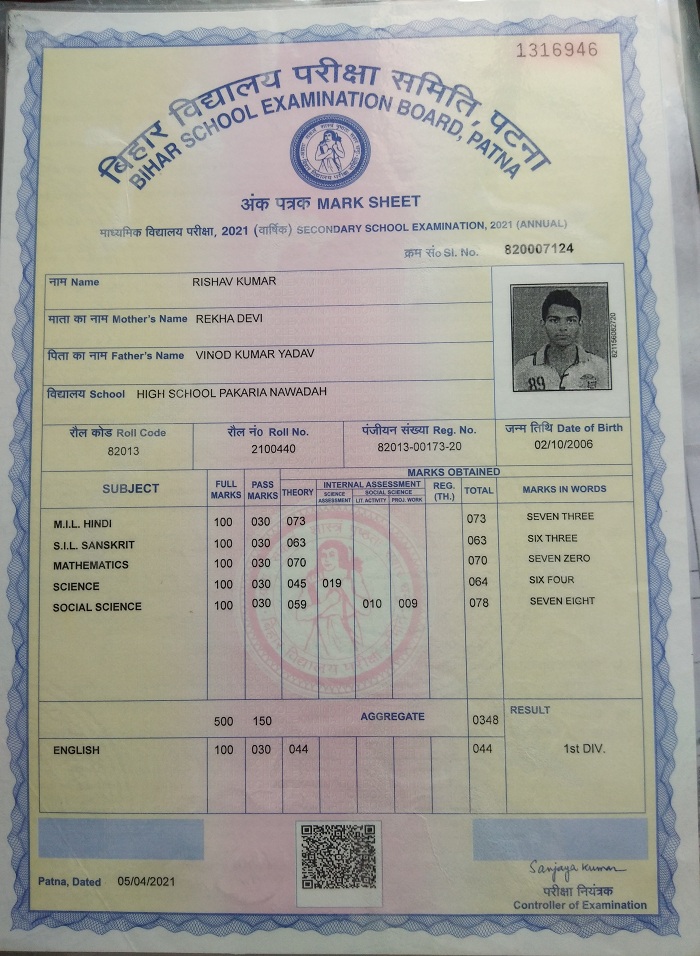 1316946
बिहार विद्यालय परीक्षा समिति, पटना
BIHAR SCHOOL EXAMINATION BOARD, PATNA
अंक पत्रक MARK SHEET
माध्यमिक विद्यालय परीक्षा, 2021 (वार्षिक) SECONDARY SCHOOL EXAMINATION, 2021 (ANNUAL)
क्रम सं० Sl. No. 820007124
नाम Name RISHAV KUMAR
माता का नाम Mother's Name REKHA DEVI
पिता का नाम Father's Name VINOD KUMAR YADAV
विद्यालय School HIGH SCHOOL PAKARIA NAWADAH
89
रौल कोड Roll Code रौल नं० Roll No. पंजीयन संख्या Reg. No. जन्म तिथि Date of Birth
82013 2100440 82013-00173-20 02/10/2006
MARKS OBTAINED
SUBJECT FULL MARKS PASS MARKS THEORY INTERNAL ASSESSMENT REG. (TH.) TOTAL MARKS IN WORDS
SCIENCE ASSESSMENT SOCIAL SCIENCE
LIT. ACTIVITY PROJ. WORK
M.I.L. HINDI 100 030 073 073 SEVEN THREE
S.I.L. SANSKRIT 100 030 063 063 SIX THREE
MATHEMATICS 100 030 070 070 SEVEN ZERO
SCIENCE 100 030 045 019 064 SIX FOUR
SOCIAL SCIENCE 100 030 059 010 009 078 SEVEN EIGHT
500 150 AGGREGATE 0348 RESULT
ENGLISH 100 030 044 044 1st DIV.
Patna, Dated 05/04/2021
Sanjaya Kumar
परीक्षा नियंत्रक
Controller of Examination